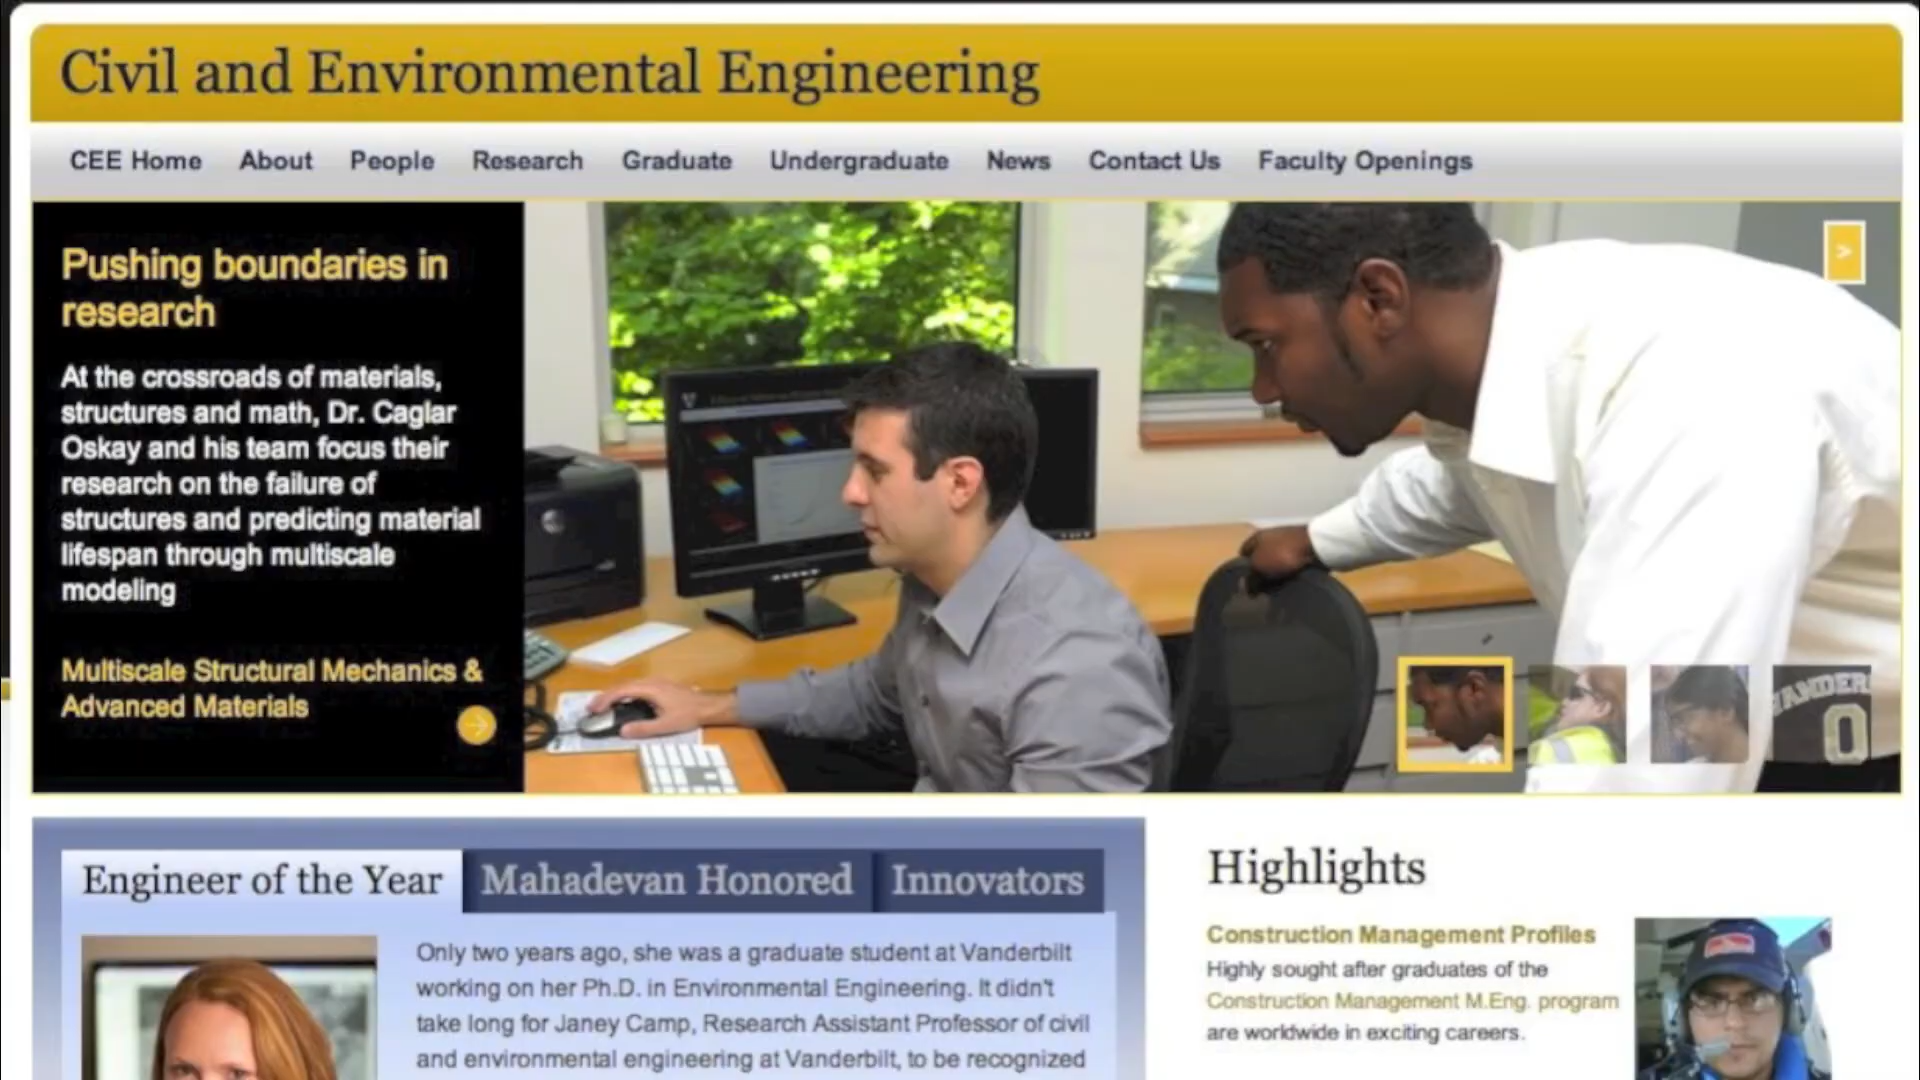 Civil and Environmental Engineering
CEE Home About People Research Graduate Undergraduate News Contact Us Faculty Openings
Pushing boundaries in
research
At the crossroads of materials,
structures and math, Dr. Caglar
Oskay and his team focus their
research on the failure of
structures and predicting material
lifespan through multiscale
modeling
Multiscale Structural Mechanics &
Advanced Materials
>
ANDER
0
Engineer of the Year Mahadevan Honored Innovators
Only two years ago, she was a graduate student at Vanderbilt
working on her Ph.D. in Environmental Engineering. It didn't
take long for Janey Camp, Research Assistant Professor of civil
and environmental engineering at Vanderbilt, to be recognized
Highlights
Construction Management Profiles
Highly sought after graduates of the
Construction Management M.Eng. program
are worldwide in exciting careers.